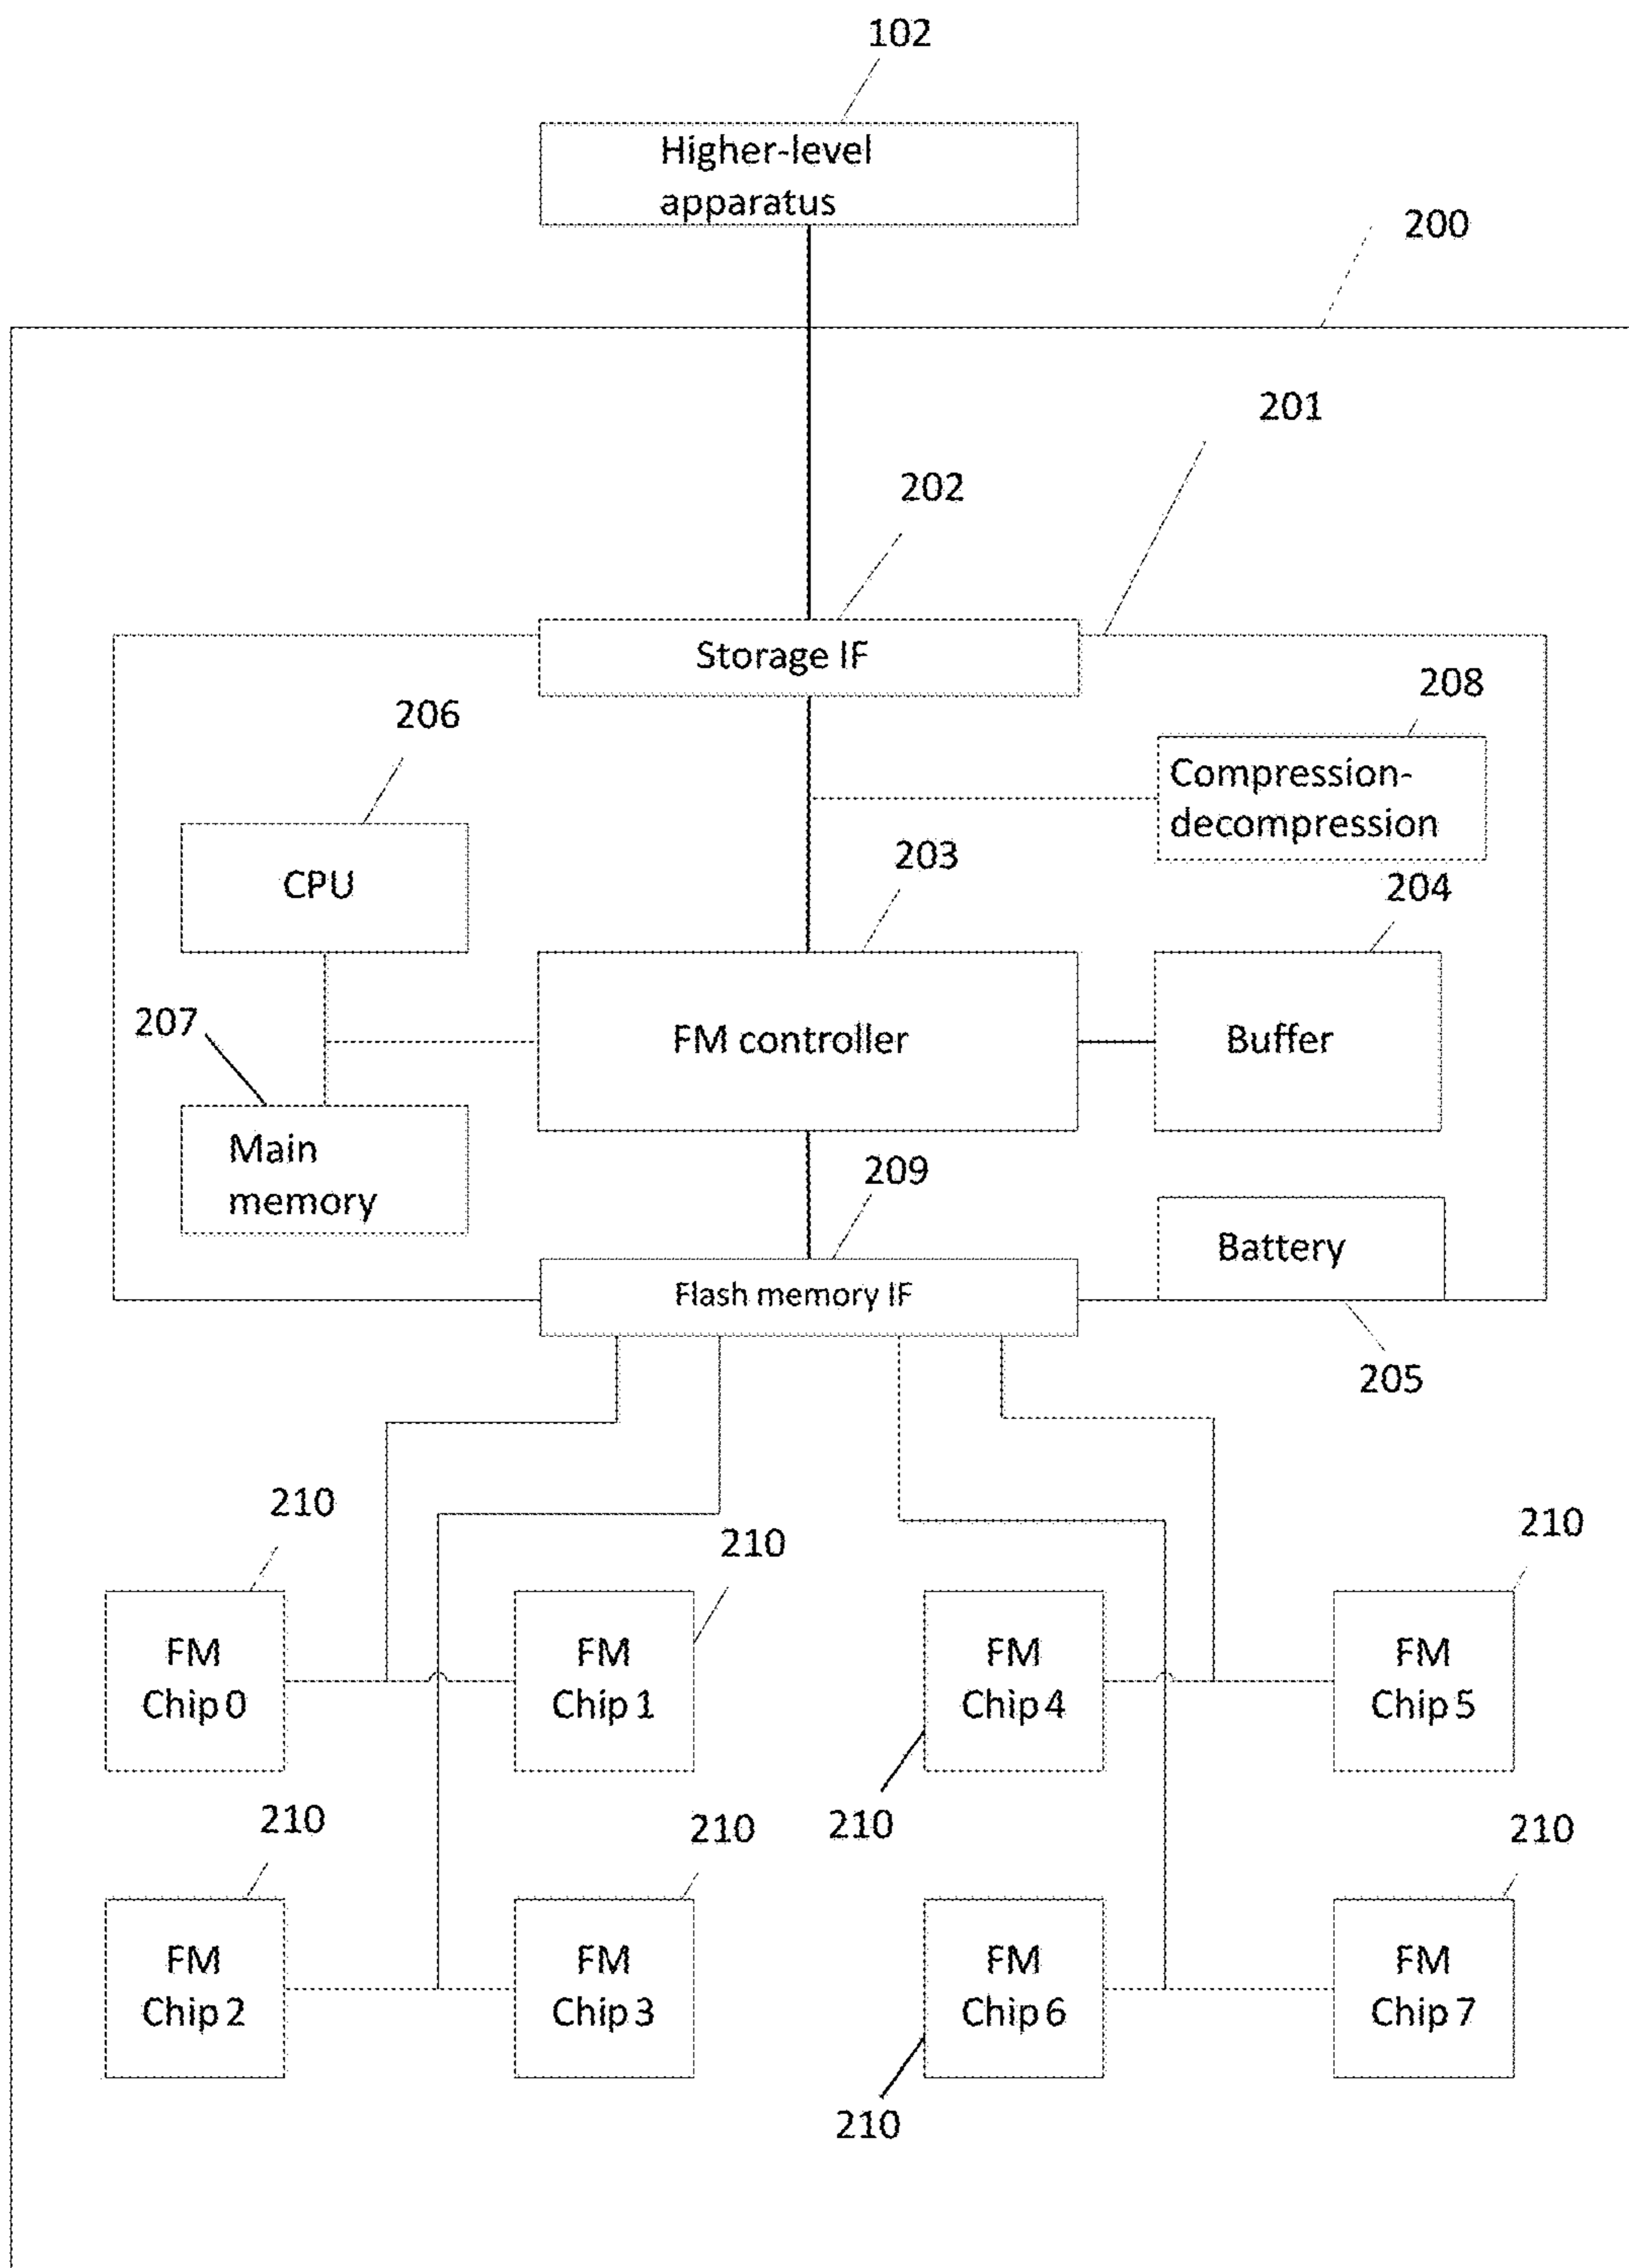 102
Higher-level
apparatus
200
201
202
Storage IF
208
206
Compression-
decompression
203
CPU
204
207
FM controller
Buffer
Main
memory
209
Battery
Flash memory IF
205
210
210
210
FM
Chip 0
FM
Chip 1
FM
Chip 4
FM
Chip 5
210
210
210
210
FM
Chip 2
FM
Chip 3
FM
Chip 6
FM
Chip 7
210